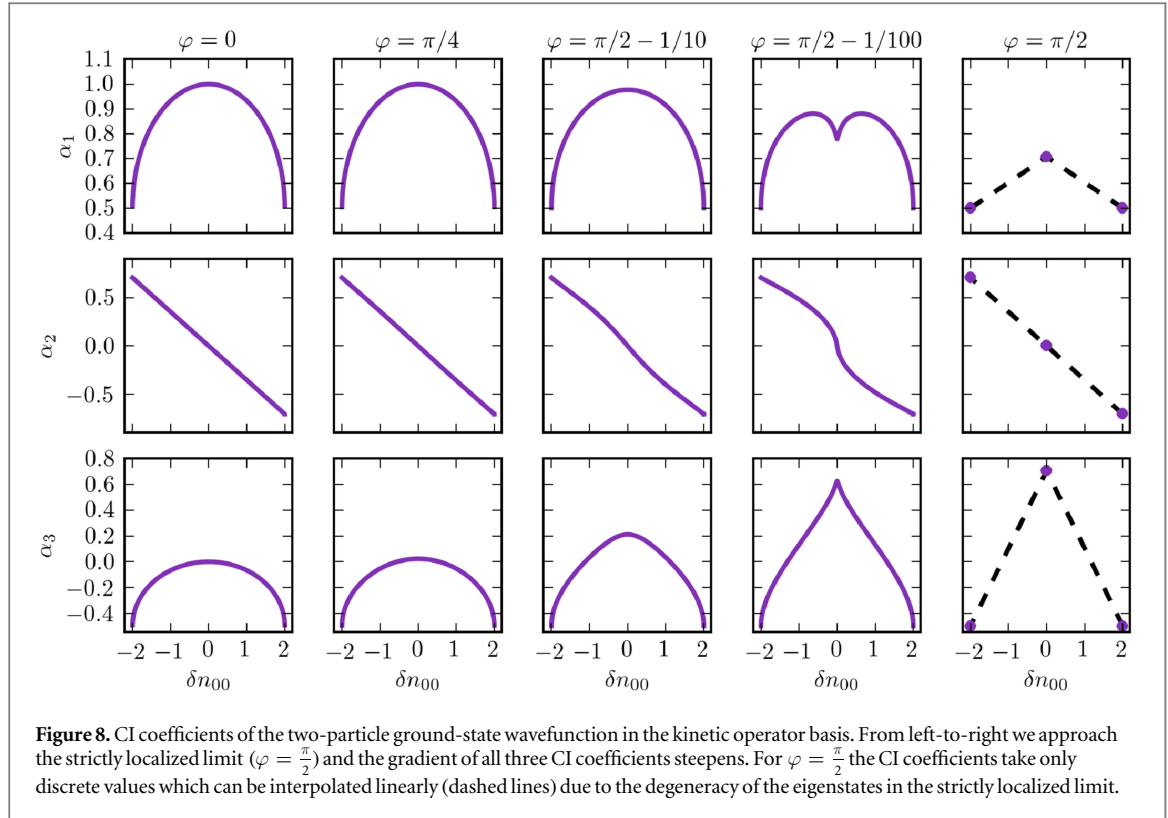 φ = 0 φ = π/4 φ = π/2 − 1/10 φ = π/2 − 1/100 φ = π/2
1.1
1.0
0.9
0.8
0.7
0.6
0.5
0.4
α₁
0.5
0.0
−0.5
α₂
0.8
0.6
0.4
0.2
0.0
−0.2
−0.4
α₃
−2 −1 0 1 2 −2 −1 0 1 2 −2 −1 0 1 2 −2 −1 0 1 2 −2 −1 0 1 2
δn₀₀ δn₀₀ δn₀₀ δn₀₀ δn₀₀
Figure 8. CI coefficients of the two-particle ground-state wavefunction in the kinetic operator basis. From left-to-right we approach
the strictly localized limit (φ = π/2) and the gradient of all three CI coefficients steepens. For φ = π/2 the CI coefficients take only
discrete values which can be interpolated linearly (dashed lines) due to the degeneracy of the eigenstates in the strictly localized limit.